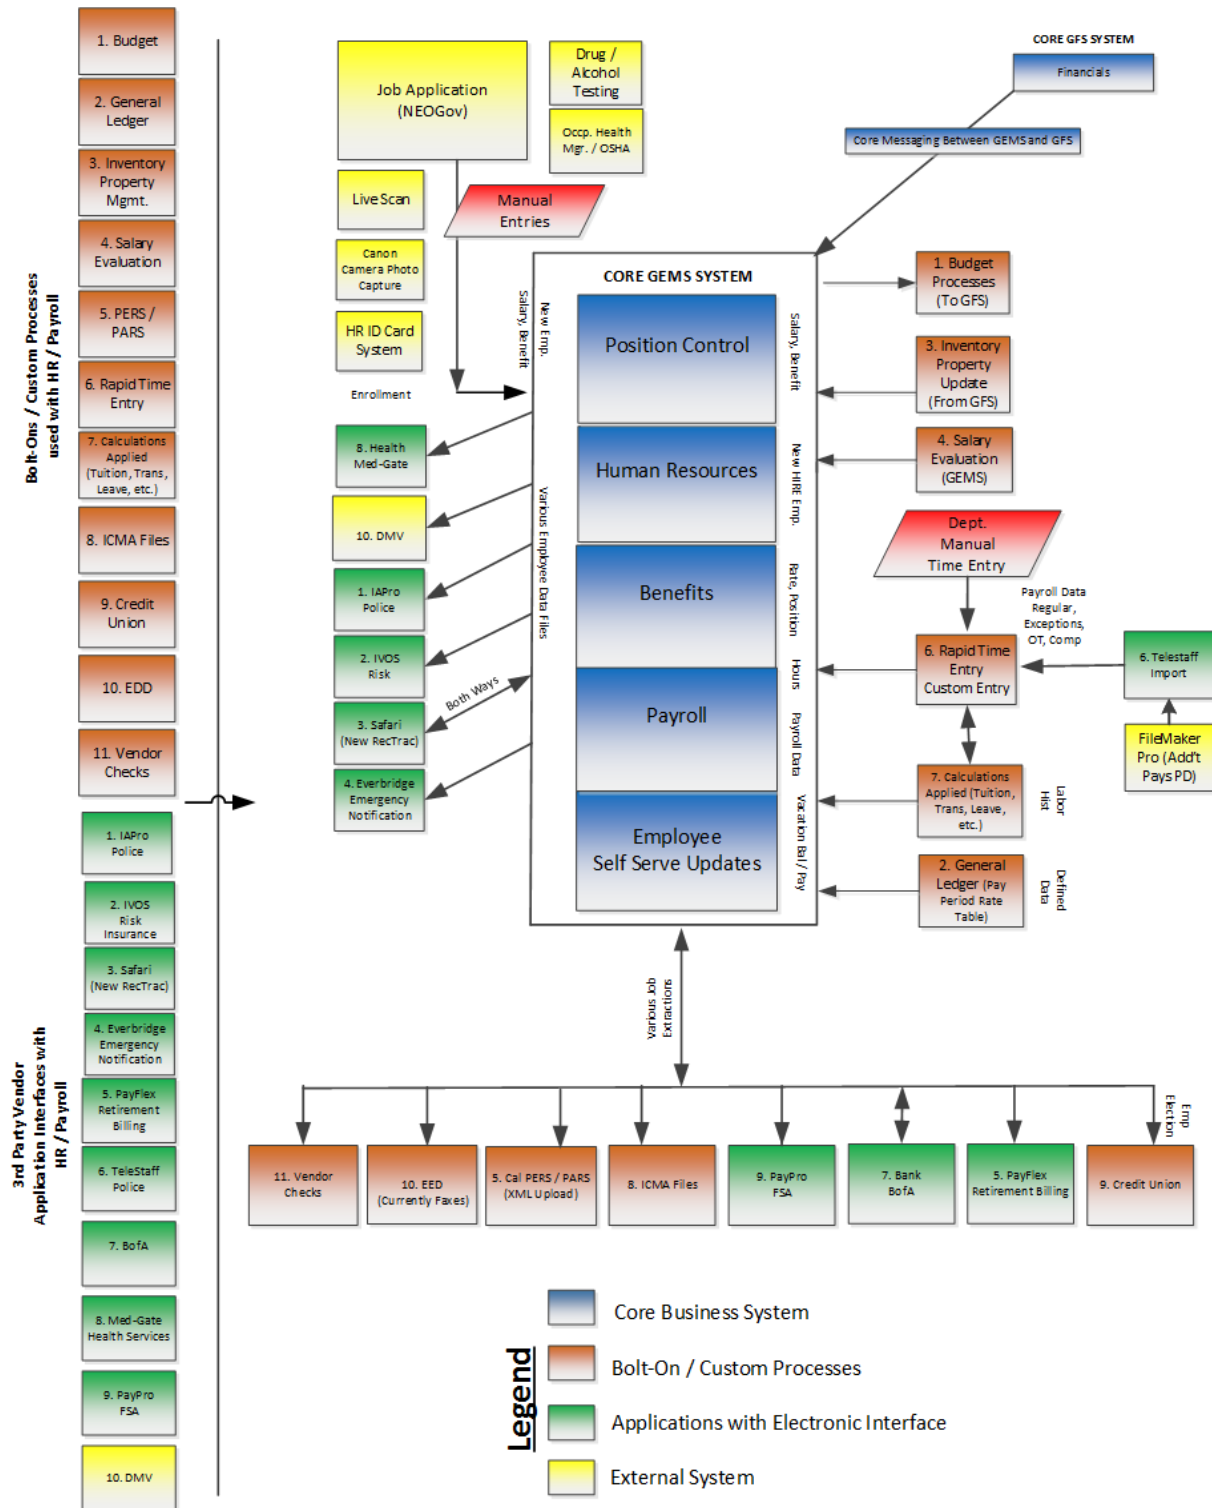 Bolt-Ons / Custom Processes
used with HR / Payroll
1. Budget
2. General
Ledger
3. Inventory
Property
Mgmt.
4. Salary
Evaluation
5. PERS /
PARS
6. Rapid Time
Entry
7. Calculations
Applied
(Tuition, Trans,
Leave, etc.)
8. ICMA Files
9. Credit
Union
10. EDD
11. Vendor
Checks
3rd Party Vendor
Application Interfaces with
HR / Payroll
1. IAPro
Police
2. IVOS
Risk
Insurance
3. Safari
(New RecTrac)
4. Everbridge
Emergency
Notification
5. PayFlex
Retirement
Billing
6. TeleStaff
Police
7. BofA
8. Med-Gate
Health Services
9. PayPro
FSA
10. DMV
Job Application
(NEOGov)
Drug /
Alcohol
Testing
Occp. Health
Mgr. / OSHA
Live Scan
Manual
Entries
Canon
Camera Photo
Capture
HR ID Card
System
Enrollment
New Emp.
Salary, Benefit
8. Health
Med-Gate
10. DMV
1. IAPro
Police
2. IVOS
Risk
Both Ways
3. Safari
(New RecTrac)
4. Everbridge
Emergency
Notification
Various Employee Data Files
CORE GFS SYSTEM
Financials
Core Messaging Between GEMS and GFS
CORE GEMS SYSTEM
Position Control
Human Resources
Benefits
Payroll
Employee
Self Serve Updates
Salary, Benefit
New HIRE Emp.
Rate, Position
Hours
Payroll Data
Vacation Bal / Pay
1. Budget
Processes
(To GFS)
3. Inventory
Property
Update
(From GFS)
4. Salary
Evaluation
(GEMS)
Dept.
Manual
Time Entry
Payroll Data
Regular,
Exceptions,
OT, Comp
6. Rapid Time
Entry
Custom Entry
6. Telestaff
Import
FileMaker
Pro (Add't
Pays PD)
7. Calculations
Applied (Tuition,
Trans, Leave,
etc.)
Labor
Hist
2. General
Ledger (Pay
Period Rate
Table)
Defined
Data
Various Job
Extractions
Emp
Election
11. Vendor
Checks
10. EED
(Currently Faxes)
5. Cal PERS / PARS
(XML Upload)
8. ICMA Files
9. PayPro
FSA
7. Bank
BofA
5. PayFlex
Retirement Billing
9. Credit Union
Legend
Core Business System
Bolt-On / Custom Processes
Applications with Electronic Interface
External System